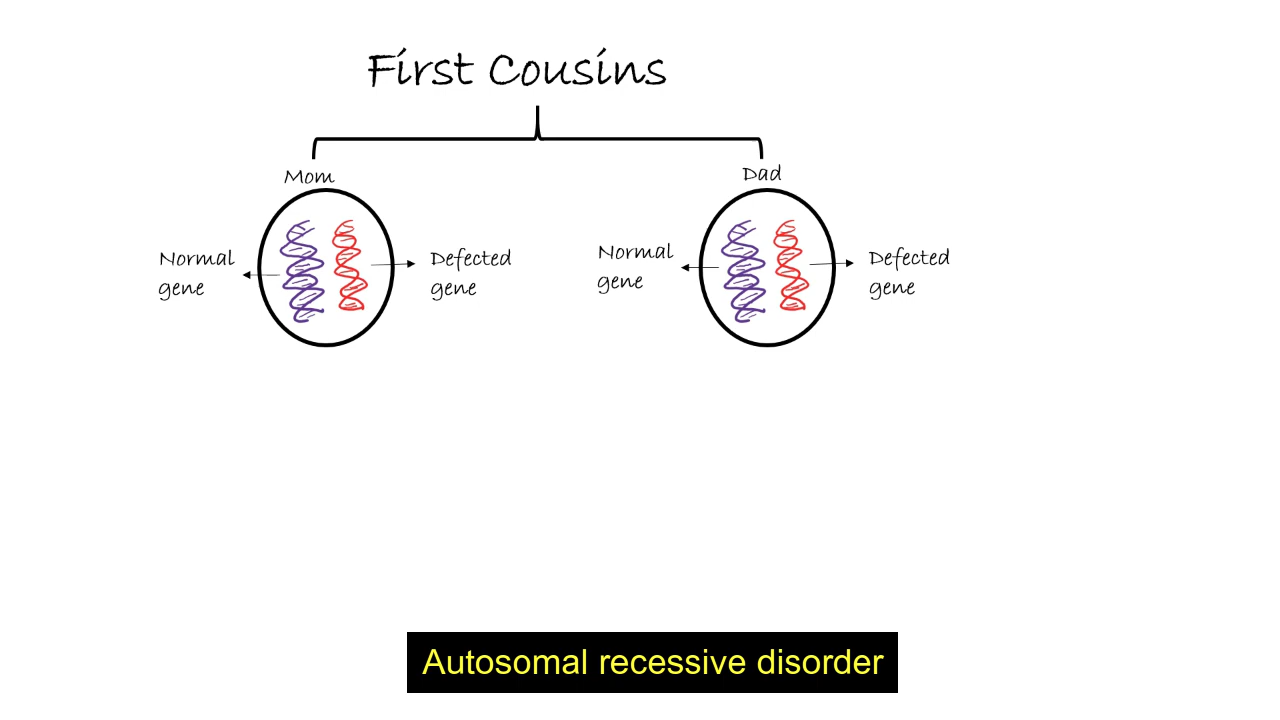 First Cousins
Mom
Dad
Normal
gene
Defected
gene
Normal
gene
Defected
gene
Autosomal recessive disorder